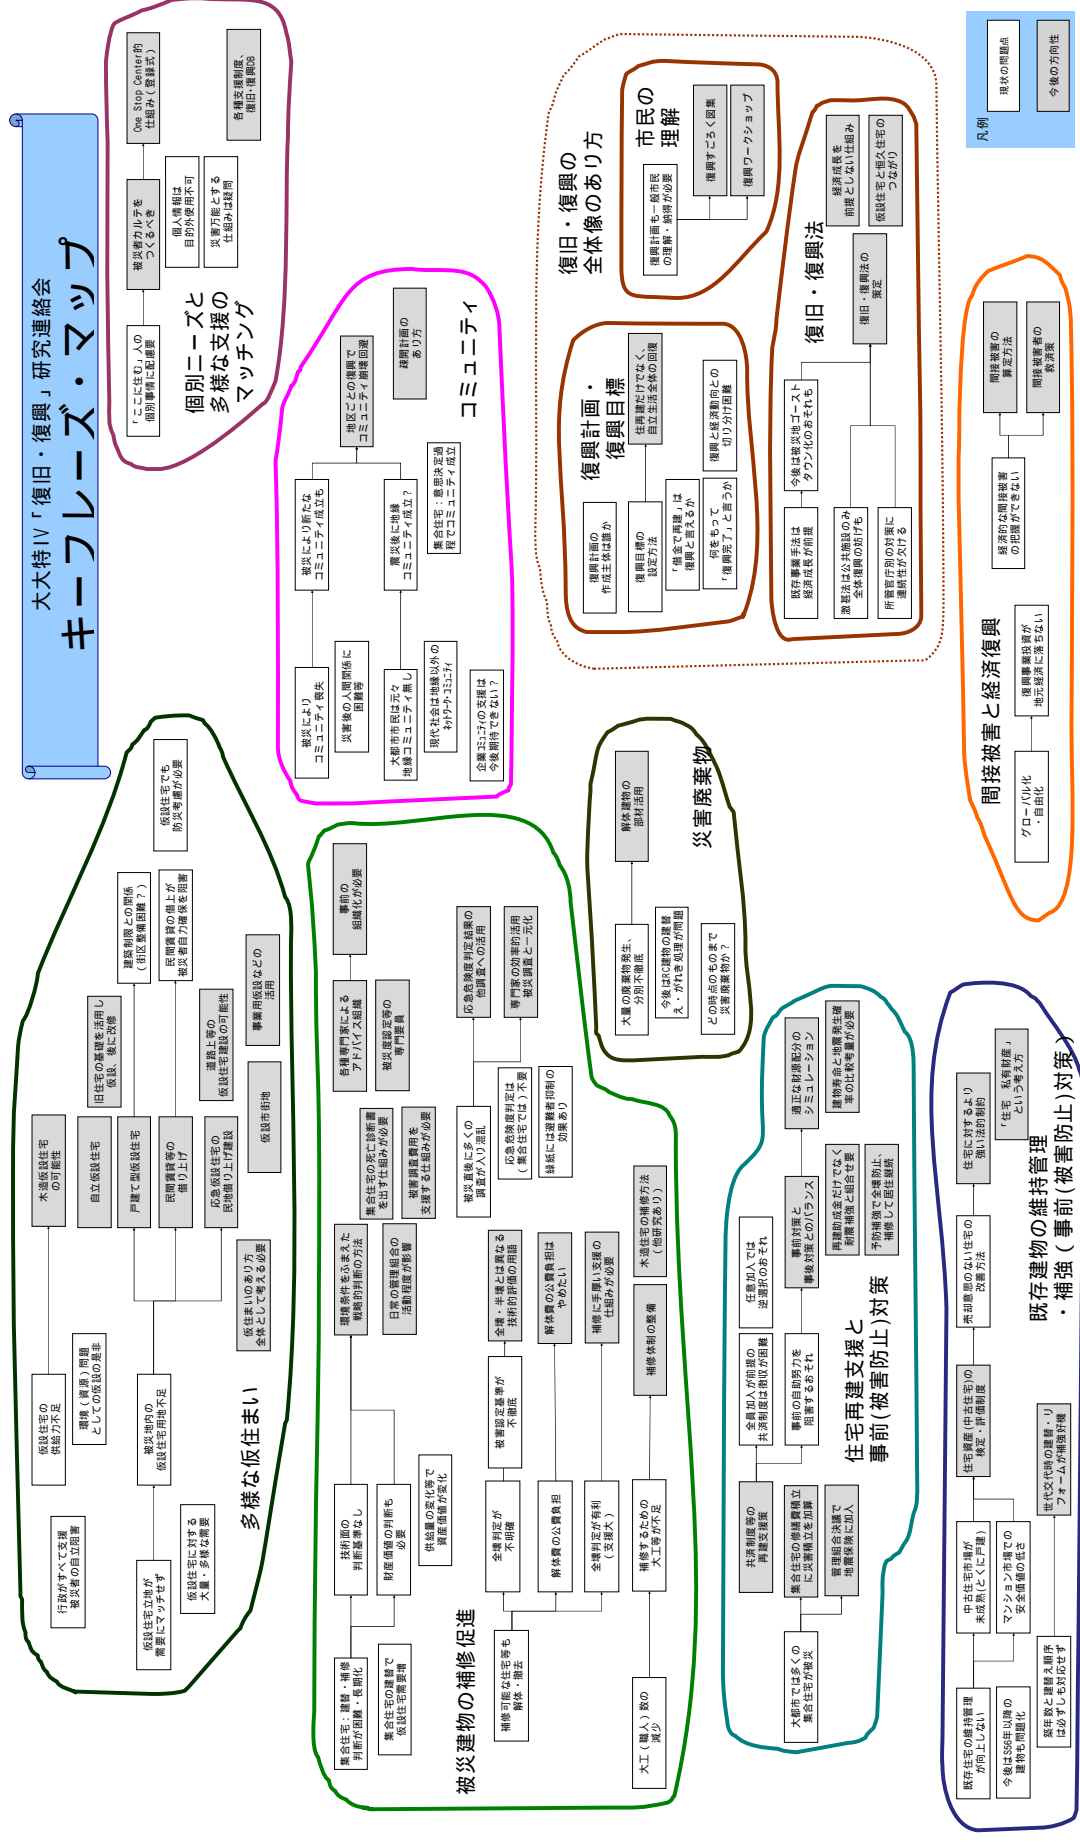 大大特Ⅳ「復旧・復興」研究連絡会
キーフレーズ・マップ
行政がすべて支援
被災者の自立阻害
仮設住宅の
供給力不足
環境(資源)問題
としての仮設の是非
木造仮設住宅
の可能性
自立仮設住宅
旧住宅の基礎を活用し
仮設、後に改修
戸建て型仮設住宅
建築制限との関係
(街区整備困難?)
民間賃貸等の
借り上げ
民間賃貸の借上が
被災者自力確保を阻害
仮設住宅でも
防災考慮が必要
仮設住宅立地が
需要にマッチせず
被災地内の
仮設住宅用地不足
仮設住宅に対する
大量・多様な需要
応急仮設住宅の
民地借り上げ建設
道路上等の
仮設住宅建設の可能性
仮住まいのあり方
全体として考える必要
仮設市街地
事業用仮設などの
活用
多様な仮住まい
「ここに住む」人の
個別事情に配慮要
被災者カルテを
つくるべき
One Stop Center的
仕組み(登録式)
個人情報は
目的外使用不可
災害万能とする
仕組みは疑問
各種支援制度、
復旧・復興DB
個別ニーズと
多様な支援の
マッチング
集合住宅:建替・補修
判断が困難・長期化
技術面の
判断基準なし
環境条件をふまえた
戦略的判断の方法
集合住宅の建替で
仮設住宅需要増
財産価値の判断も
必要
日常の管理組合の
活動程度が影響
供給量の変化等で
資産価値が変化
集合住宅の死亡診断書
を出す仕組みが必要
被害調査費用を
支援する仕組みが必要
各種専門家による
アドバイス組織
事前の
組織化が必要
被災度認定等の
専門要員
被災直後に多くの
調査が入り混乱
応急危険度判定結果の
他調査への活用
専門家の効率的活用
被災調査と一元化
応急危険度判定は
(集合住宅では)不要
緑紙には避難者抑制の
効果あり
補修可能な住宅等も
解体・撤去
全壊判定が
不明確
被害認定基準が
不徹底
全壊・半壊とは異なる
技術的評価の用語
解体費の公費負担
解体費の公費負担は
やめたい
全壊判定が有利
(支援大)
補修に手厚い支援の
仕組みが必要
大工(職人)数の
減少
補修するための
大工等が不足
補修体制の整備
木造住宅の補修方法
(他研究あり)
被災建物の補修促進
被災により
コミュニティ喪失
被災により新たな
コミュニティ成立も
地区ごとの復興で
コミュニティ崩壊回避
災害後の人間関係に
困難等
大都市市民は元々
地縁コミュニティ無し
震災後に地縁
コミュニティ成立?
疎開計画の
あり方
現代社会は地縁以外の
ネットワーク・コミュニティ
集合住宅:意思決定過
程でコミュニティ成立
企業コミュニティの支援は
今後期待できない?
コミュニティ
大量の廃棄物発生、
分別不徹底
解体建物の
部材活用
今後はRC建物の建替
え・がれき処理が問題
どの時点のものまで
災害廃棄物か?
災害廃棄物
復旧・復興の
全体像のあり方
復興計画・
復興目標
復興計画の
作成主体は誰か
復興目標の
設定方法
住再建だけでなく、
自立生活全体の回復
「借金で再建」は
復興と言えるか
何をもって
「復興完了」と言うか
復興と経済動向との
切り分け困難
市民の
理解
復興計画も一般市民
の理解・納得が必要
復興すごろく図集
復興ワークショップ
復旧・復興法
既存事業手法は
経済成長が前提
今後は被災地ゴースト
タウン化のおそれも
激甚法は公共施設のみ
全体復興の妨げも
所管官庁別の対策に
連続性が欠ける
復旧・復興法の
策定
経済成長を
前提としない仕組み
仮設住宅と恒久住宅の
つながり
大都市では多くの
集合住宅が被災
共済制度等の
再建支援策
全員加入が前提の
共済制度は徴収が困難
任意加入では
逆選択のおそれ
集合住宅の修繕費積立
に災害積立を加算
事前の自助努力を
阻害するおそれ
事前対策と
事後対策とのバランス
適正な財源配分の
シミュレーション
管理組合決議で
地震保険に加入
再建助成金だけでなく
耐震補強と組合せ要
建物寿命と地震発生確
率の比較考量が必要
予防補強で全壊防止、
補修して居住継続
住宅再建支援と
事前(被害防止)対策
既存住宅の維持管理
が向上しない
中古住宅市場が
未成熟(とくに戸建)
住宅資産(中古住宅)の
検定・評価制度
売却意思のない住宅の
改善方法
住宅に対するより
強い法的制約
今後はS56年以降の
建物も問題化
マンション市場での
安全価値の低さ
「住宅 私有財産」
という考え方
築年数と建替え順序
は必ずしも対応せず
世代交代時の建替・リ
フォームが補強好機
既存建物の維持管理
・補強(事前(被害防止)対策)
間接被害と経済復興
グローバル化
・自由化
復興事業投資が
地元経済に落ちない
経済的な間接被害
の把握ができない
間接被害の
算定方法
間接被害者の
救済策
凡例
現状の問題点
今後の方向性